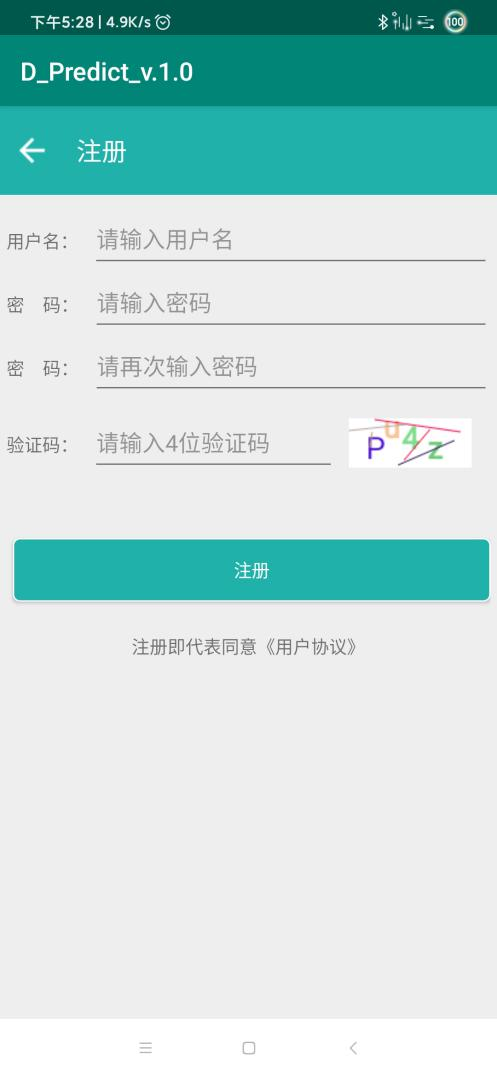 下午5:28 | 4.9K/s
100
D_Predict_v.1.0
注册
用户名： 请输入用户名
密 码： 请输入密码
密 码： 请再次输入密码
验证码： 请输入4位验证码
Pu4z
注册
注册即代表同意《用户协议》